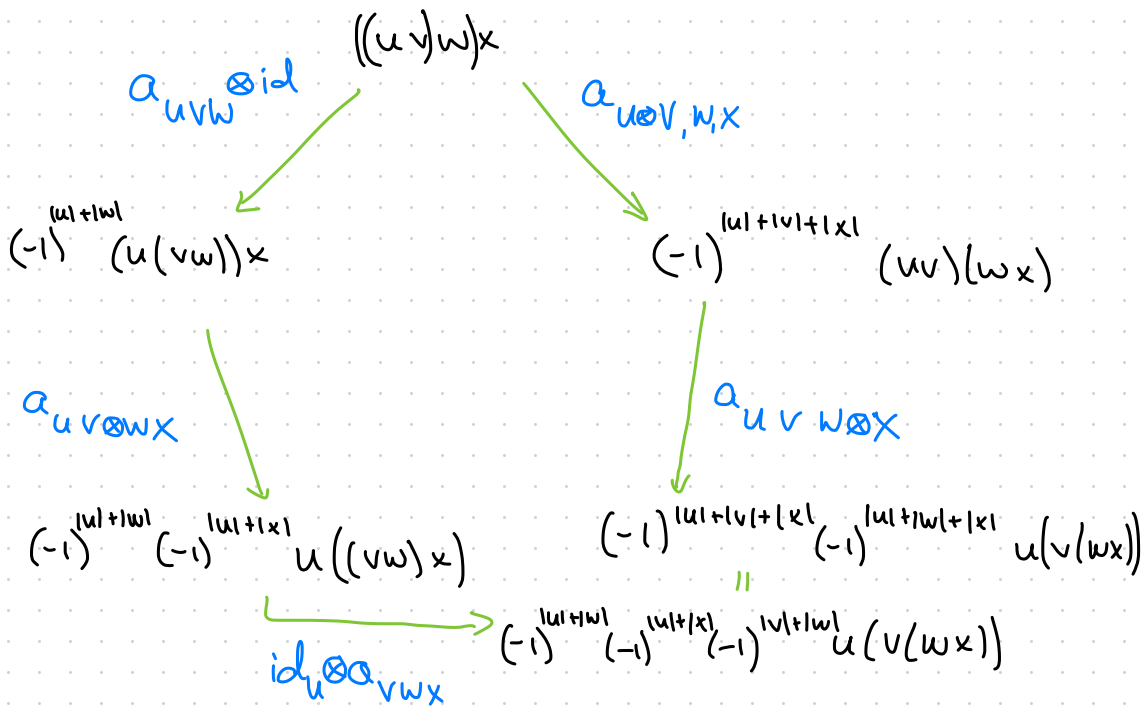 ((u v)w)x
a_{uvw}⊗id
a_{u⊗v,w,x}
(-1)^{|u|+|w|} (u(vw))x
(-1)^{|u|+|v|+|x|} (uv)(wx)
a_{u v⊗w x}
a_{u v w⊗x}
(-1)^{|u|+|w|} (-1)^{|u|+|x|} u((vw)x)
(-1)^{|u|+|v|+|x|} (-1)^{|u|+|w|+|x|} u(v(wx))
=
(-1)^{|u|+|w|} (-1)^{|u|+|x|} (-1)^{|v|+|w|} u(v(wx))
id_u⊗a_{vwx}